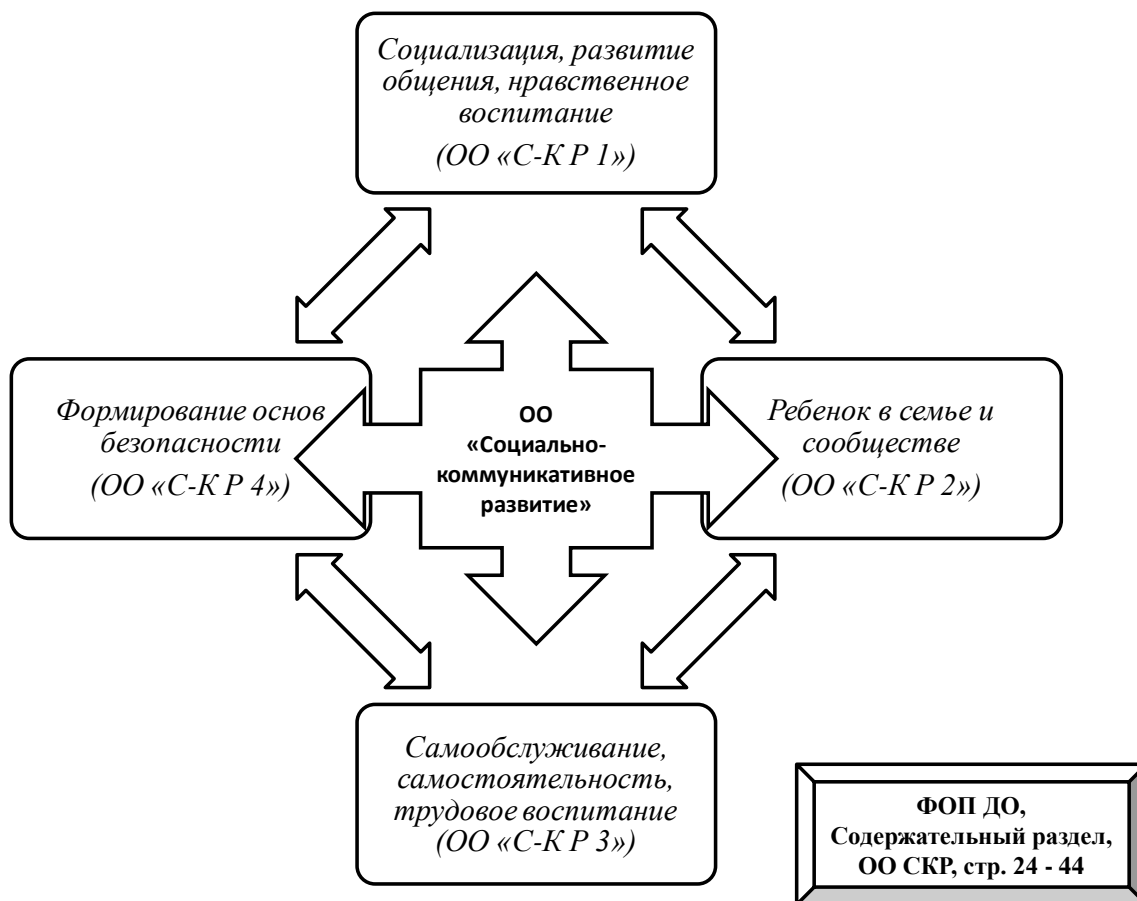 Социализация, развитие
общения, нравственное
воспитание
(ОО «С-К Р 1»)
Формирование основ
безопасности
(ОО «С-К Р 4»)
ОО
«Социально-
коммуникативное
развитие»
Ребенок в семье и
сообществе
(ОО «С-К Р 2»)
Самообслуживание,
самостоятельность,
трудовое воспитание
(ОО «С-К Р 3»)
ФОП ДО,
Содержательный раздел,
ОО СКР, стр. 24 - 44